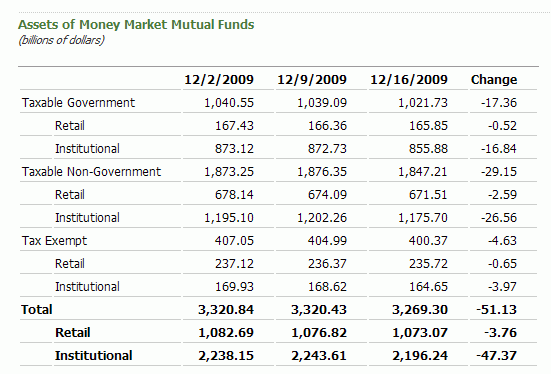 Assets of Money Market Mutual Funds
(billions of dollars)
12/2/2009 12/9/2009 12/16/2009 Change
Taxable Government 1,040.55 1,039.09 1,021.73 -17.36
Retail 167.43 166.36 165.85 -0.52
Institutional 873.12 872.73 855.88 -16.84
Taxable Non-Government 1,873.25 1,876.35 1,847.21 -29.15
Retail 678.14 674.09 671.51 -2.59
Institutional 1,195.10 1,202.26 1,175.70 -26.56
Tax Exempt 407.05 404.99 400.37 -4.63
Retail 237.12 236.37 235.72 -0.65
Institutional 169.93 168.62 164.65 -3.97
Total 3,320.84 3,320.43 3,269.30 -51.13
Retail 1,082.69 1,076.82 1,073.07 -3.76
Institutional 2,238.15 2,243.61 2,196.24 -47.37